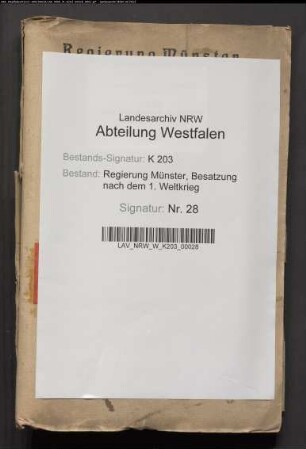 Regierung Münster
Landesarchiv NRW
Abteilung Westfalen
Bestands-Signatur: K 203
Bestand: Regierung Münster, Besatzung
nach dem 1. Weltkrieg
Signatur: Nr. 28
LAV_NRW_W_K203_00028